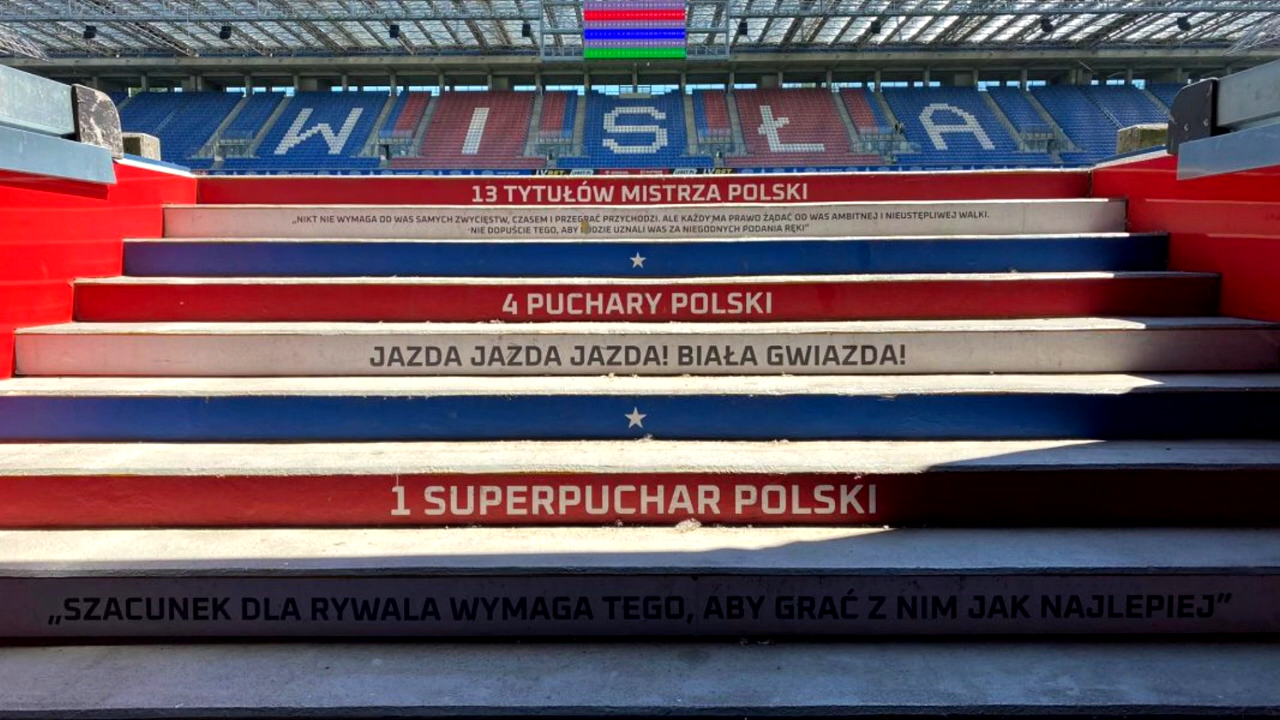 WISŁA
13 TYTUŁÓW MISTRZA POLSKI
„NIKT NIE WYMAGA DO WAS SAMYCH ZWYCIĘSTW, CZASEM I PRZEGRAĆ PRZYCHODZI. ALE KAŻDY MA PRAWO ŻĄDAĆ OD WAS AMBITNEJ I NIEUSTĘPLIWEJ WALKI.
NIE DOPUŚCIE TEGO, ABY LUDZIE UZNALI WAS ZA NIEGODNYCH PODANIA RĘKI”
4 PUCHARY POLSKI
JAZDA JAZDA JAZDA! BIAŁA GWIAZDA!
1 SUPERPUCHAR POLSKI
„SZACUNEK DLA RYWALA WYMAGA TEGO, ABY GRAĆ Z NIM JAK NAJLEPIEJ”